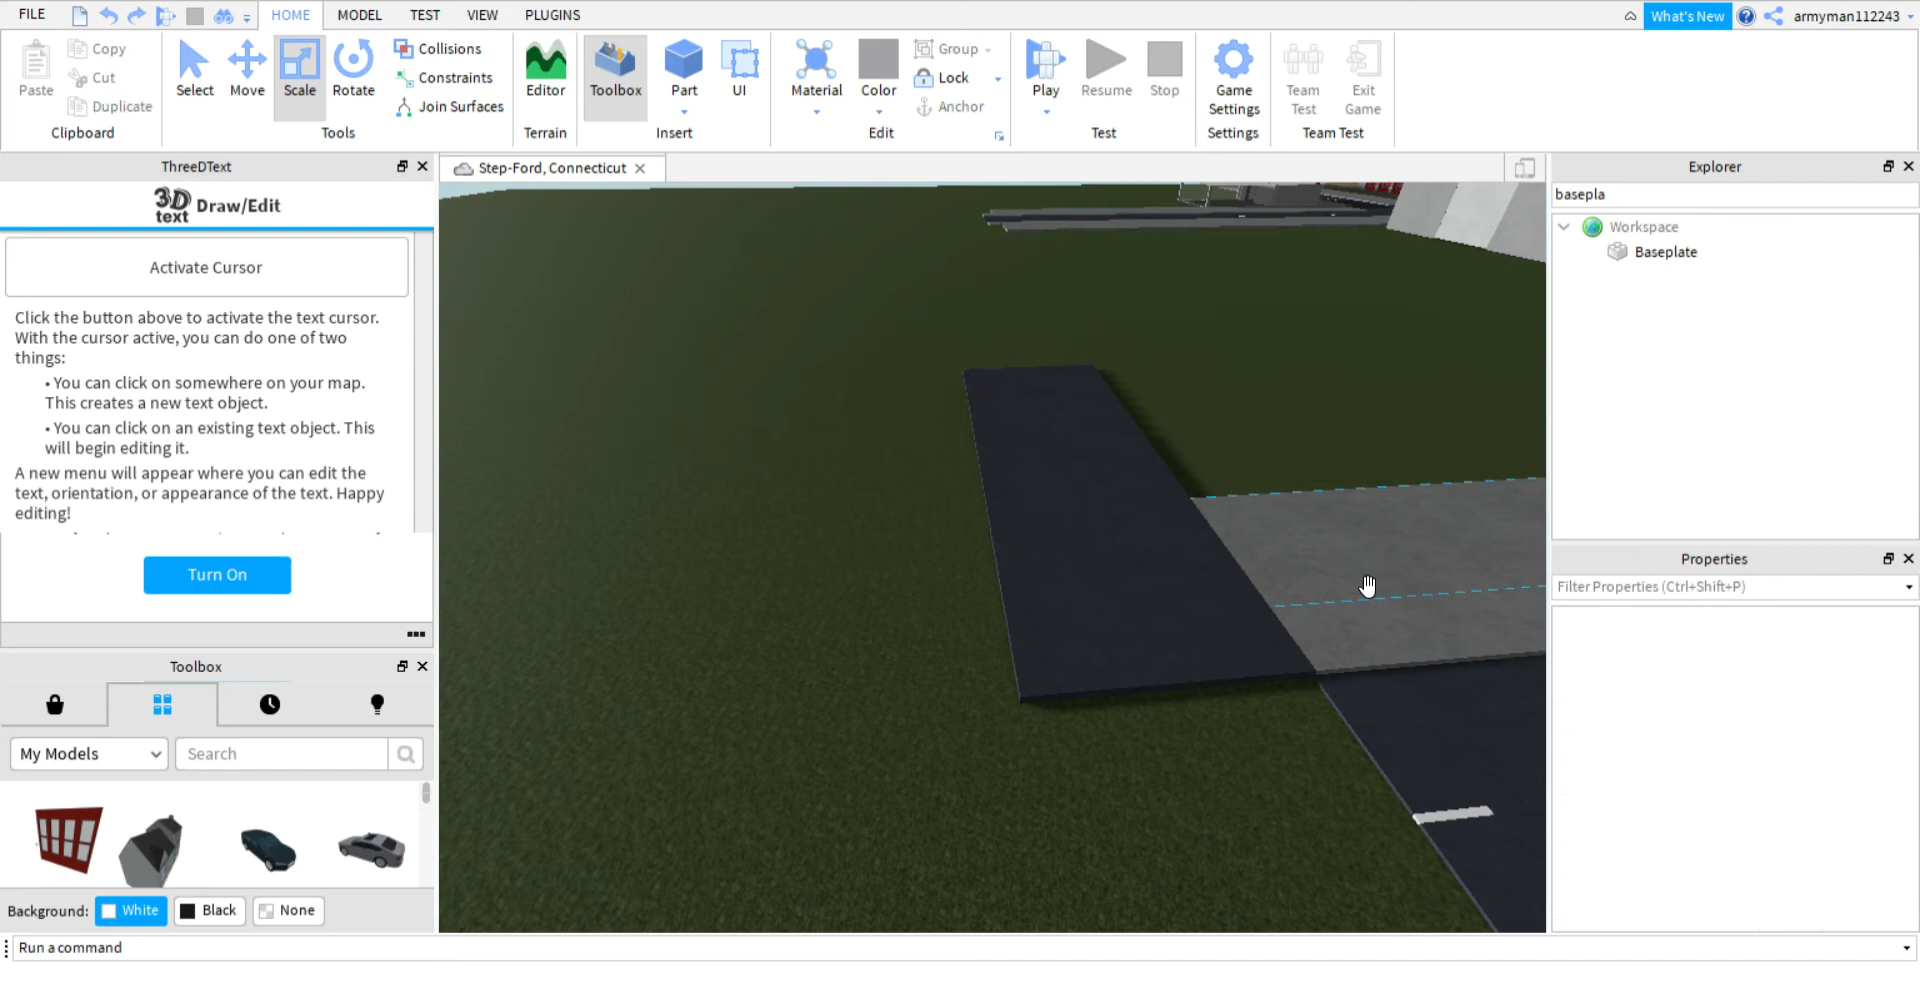 FILE
HOME
MODEL
TEST
VIEW
PLUGINS
What's New
armyman112243
Paste
Copy
Cut
Duplicate
Clipboard
Select
Move
Scale
Rotate
Collisions
Constraints
Join Surfaces
Tools
Editor
Terrain
Toolbox
Part
UI
Insert
Material
Color
Group
Lock
Anchor
Edit
Play
Resume
Stop
Test
Game
Settings
Settings
Team
Test
Exit
Game
Team Test
ThreeDText
3D
text
Draw/Edit
Activate Cursor
Click the button above to activate the text cursor.
With the cursor active, you can do one of two
things:
• You can click on somewhere on your map.
This creates a new text object.
• You can click on an existing text object. This
will begin editing it.
A new menu will appear where you can edit the
text, orientation, or appearance of the text. Happy
editing!
Turn On
Toolbox
My Models
Search
Background:
White
Black
None
Run a command
Step-Ford, Connecticut
Explorer
basepla
Workspace
Baseplate
Properties
Filter Properties (Ctrl+Shift+P)